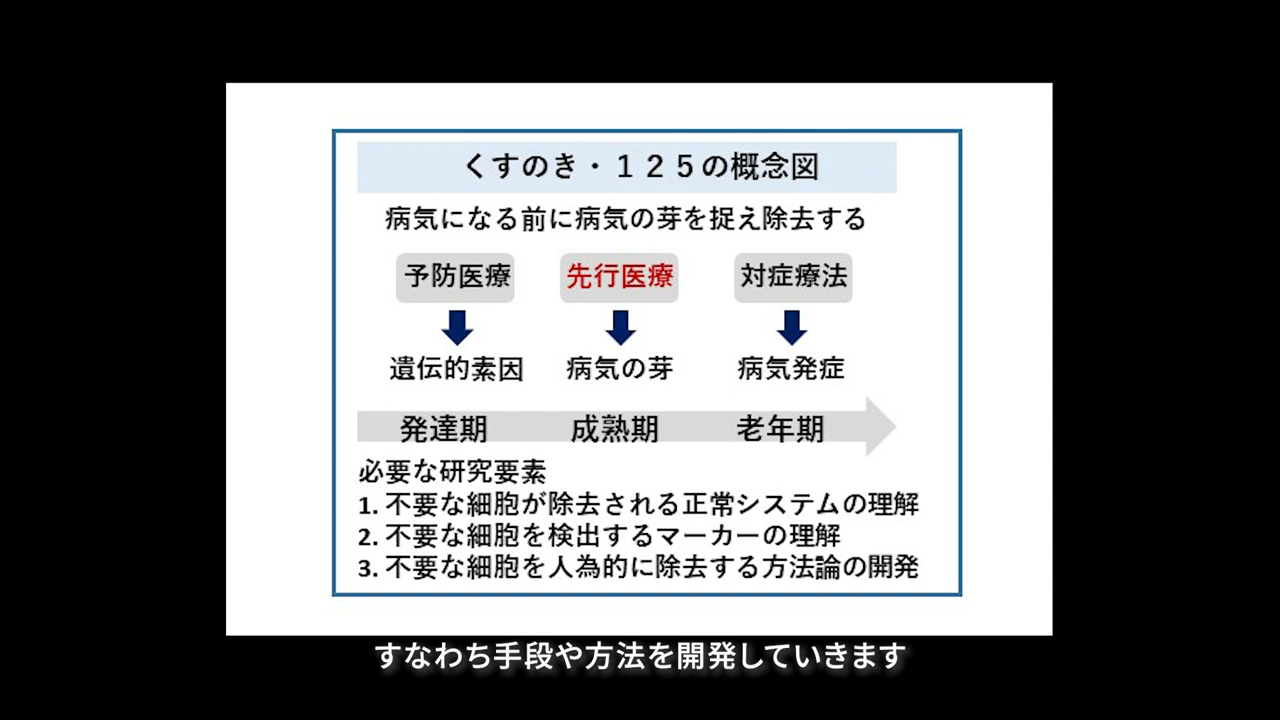 くすのき・１２５の概念図
病気になる前に病気の芽を捉え除去する
予防医療 先行医療 対症療法
遺伝的素因 病気の芽 病気発症
発達期 成熟期 老年期
必要な研究要素
1. 不要な細胞が除去される正常システムの理解
2. 不要な細胞を検出するマーカーの理解
3. 不要な細胞を人為的に除去する方法論の開発
すなわち手段や方法を開発していきます